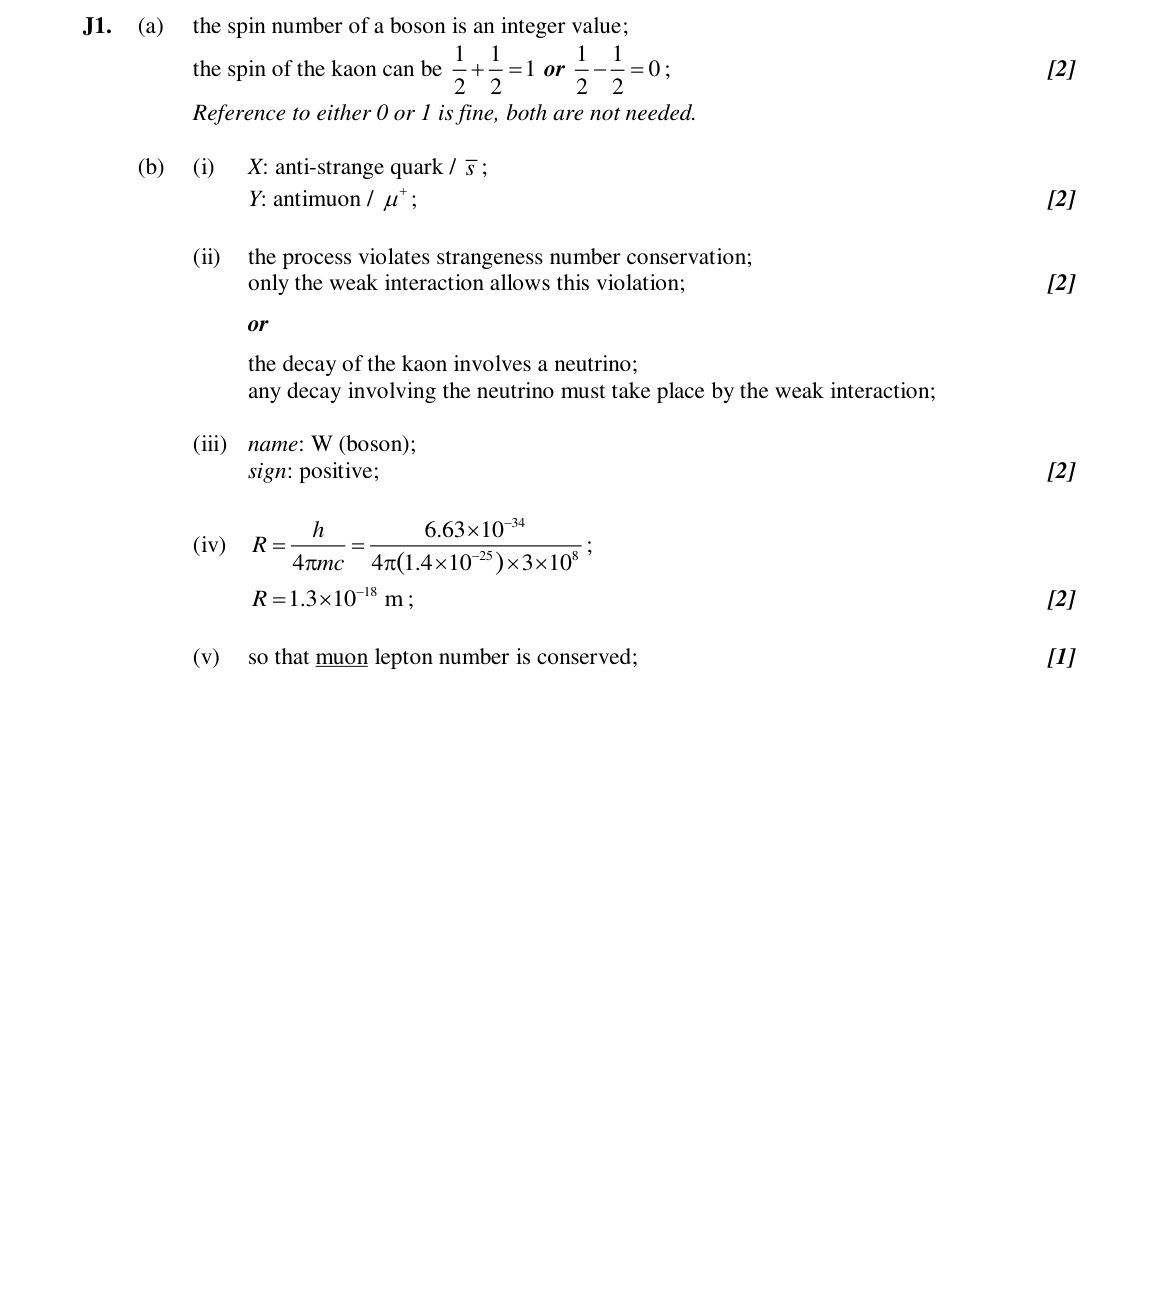 J1. (a) the spin number of a boson is an integer value;
the spin of the kaon can be 1/2 + 1/2 = 1 or 1/2 − 1/2 = 0 ; [2]
Reference to either 0 or 1 is fine, both are not needed.
(b) (i) X: anti-strange quark / s̅ ;
Y: antimuon / μ⁺ ; [2]
(ii) the process violates strangeness number conservation;
only the weak interaction allows this violation; [2]
or
the decay of the kaon involves a neutrino;
any decay involving the neutrino must take place by the weak interaction;
(iii) name: W (boson);
sign: positive; [2]
(iv) R = h/4πmc = 6.63×10⁻³⁴/4π(1.4×10⁻²⁵)×3×10⁸ ;
R = 1.3×10⁻¹⁸ m ; [2]
(v) so that muon lepton number is conserved; [1]